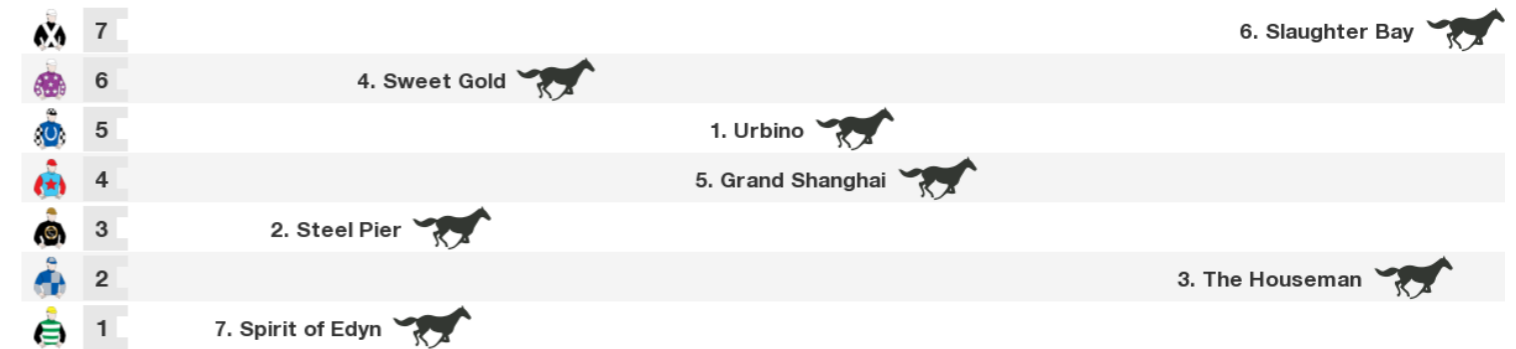 7 6. Slaughter Bay
6 4. Sweet Gold
5 1. Urbino
4 5. Grand Shanghai
3 2. Steel Pier
2 3. The Houseman
1 7. Spirit of Edyn